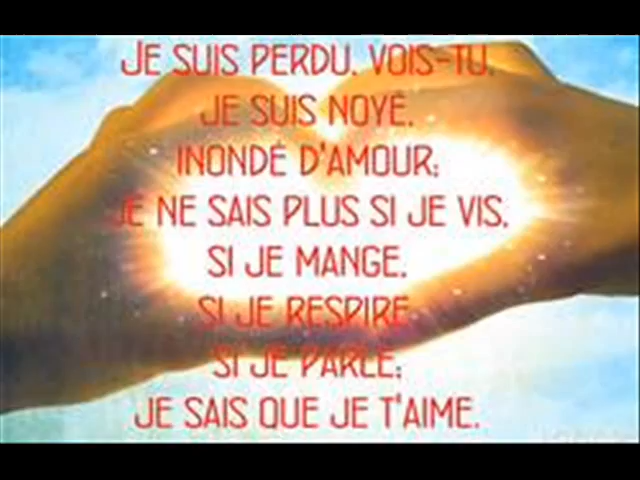 JE SUIS PERDU, VOIS-TU,
JE SUIS NOYÉ,
INONDÉ D'AMOUR;
JE NE SAIS PLUS SI JE VIS,
SI JE MANGE,
SI JE RESPIRE,
SI JE PARLE;
JE SAIS QUE JE T'AIME.